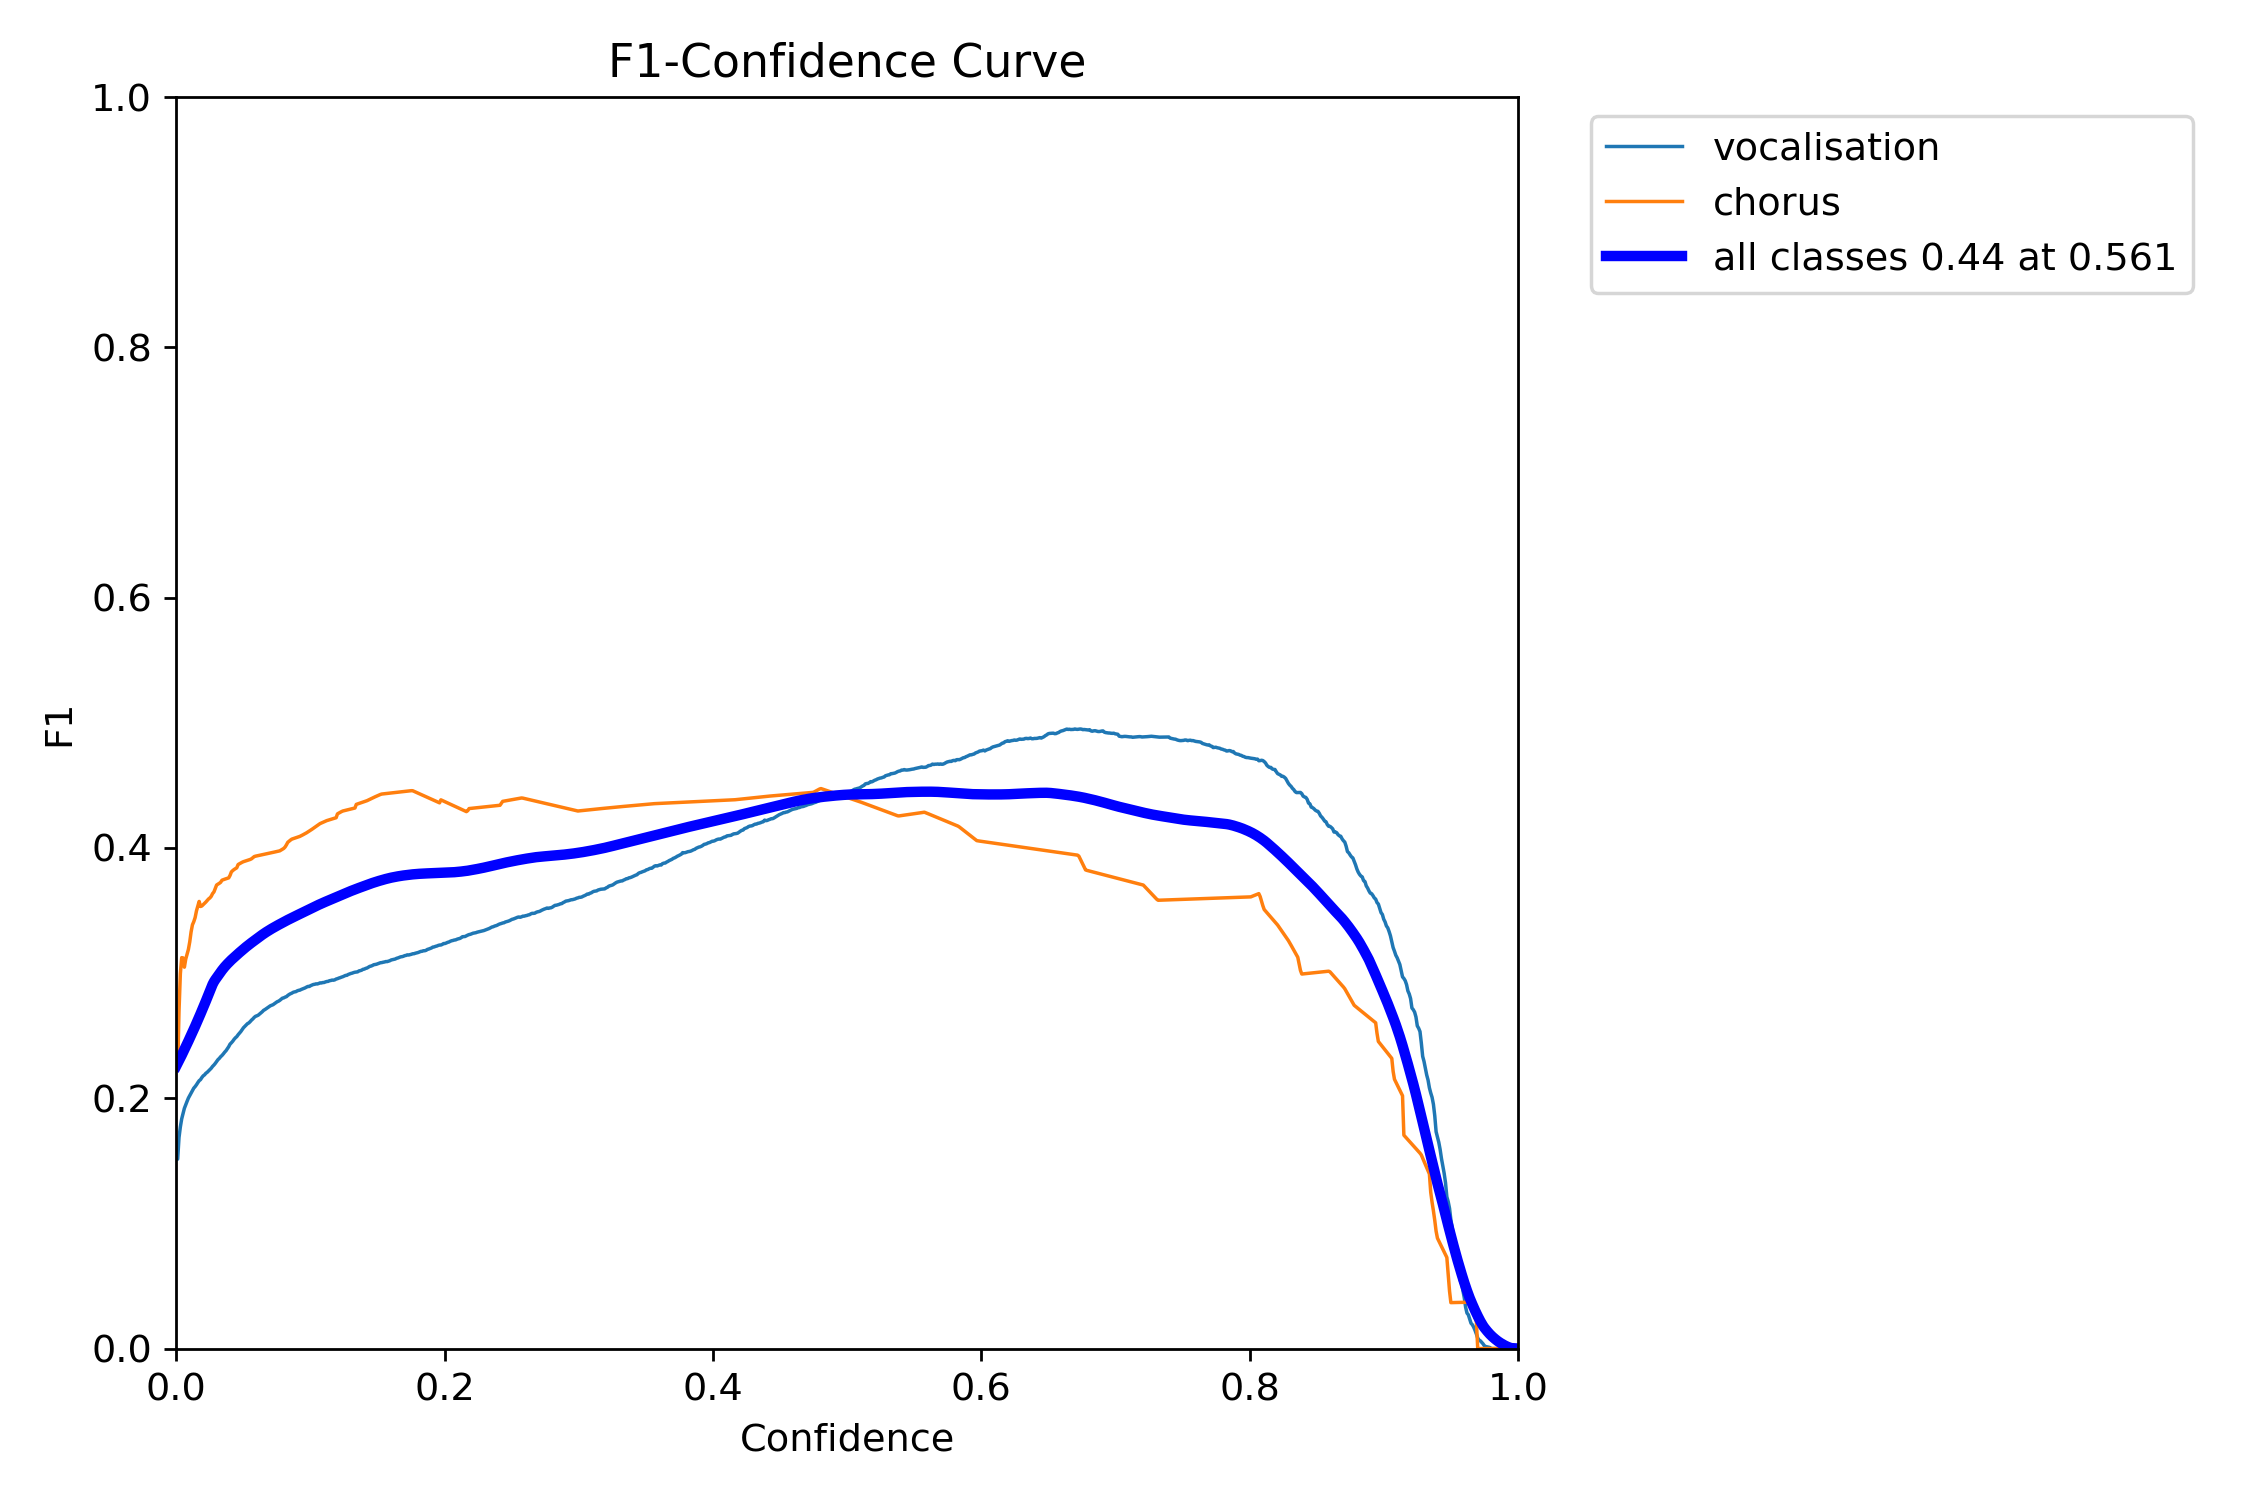 F1-Confidence Curve
1.0
0.8
0.6
0.4
0.2
0.0
F1
0.0 0.2 0.4 0.6 0.8 1.0
Confidence
vocalisation
chorus
all classes 0.44 at 0.561